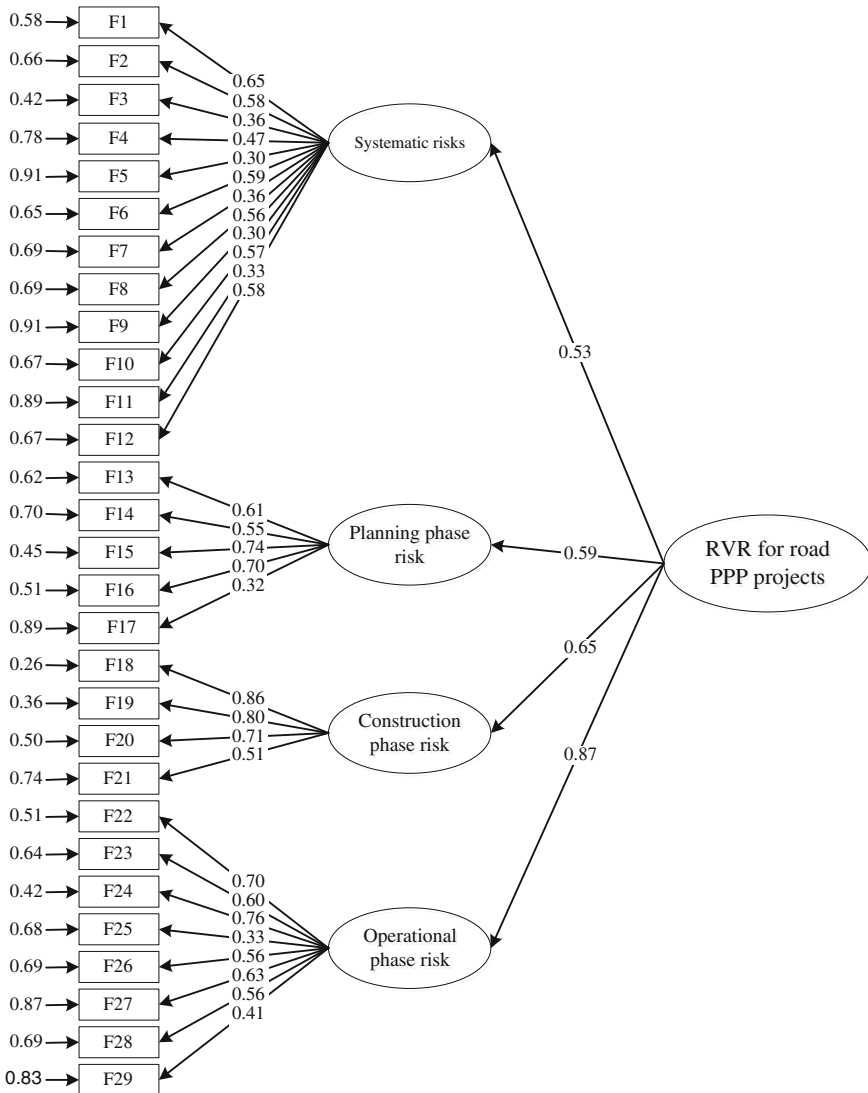 0.58 F1
0.66 F2
0.42 F3
0.78 F4
0.91 F5
0.65 F6
0.69 F7
0.69 F8
0.91 F9
0.67 F10
0.89 F11
0.67 F12
0.65
0.58
0.36
0.47
0.30
0.59
0.36
0.56
0.30
0.57
0.33
0.58
Systematic risks
0.53
0.62 F13
0.70 F14
0.45 F15
0.51 F16
0.89 F17
0.61
0.55
0.74
0.70
0.32
Planning phase
risk
0.59
RVR for road
PPP projects
0.26 F18
0.36 F19
0.50 F20
0.74 F21
0.86
0.80
0.71
0.51
Construction
phase risk
0.65
0.51 F22
0.64 F23
0.42 F24
0.68 F25
0.69 F26
0.87 F27
0.69 F28
0.83 F29
0.70
0.60
0.76
0.33
0.56
0.63
0.56
0.41
Operational
phase risk
0.87